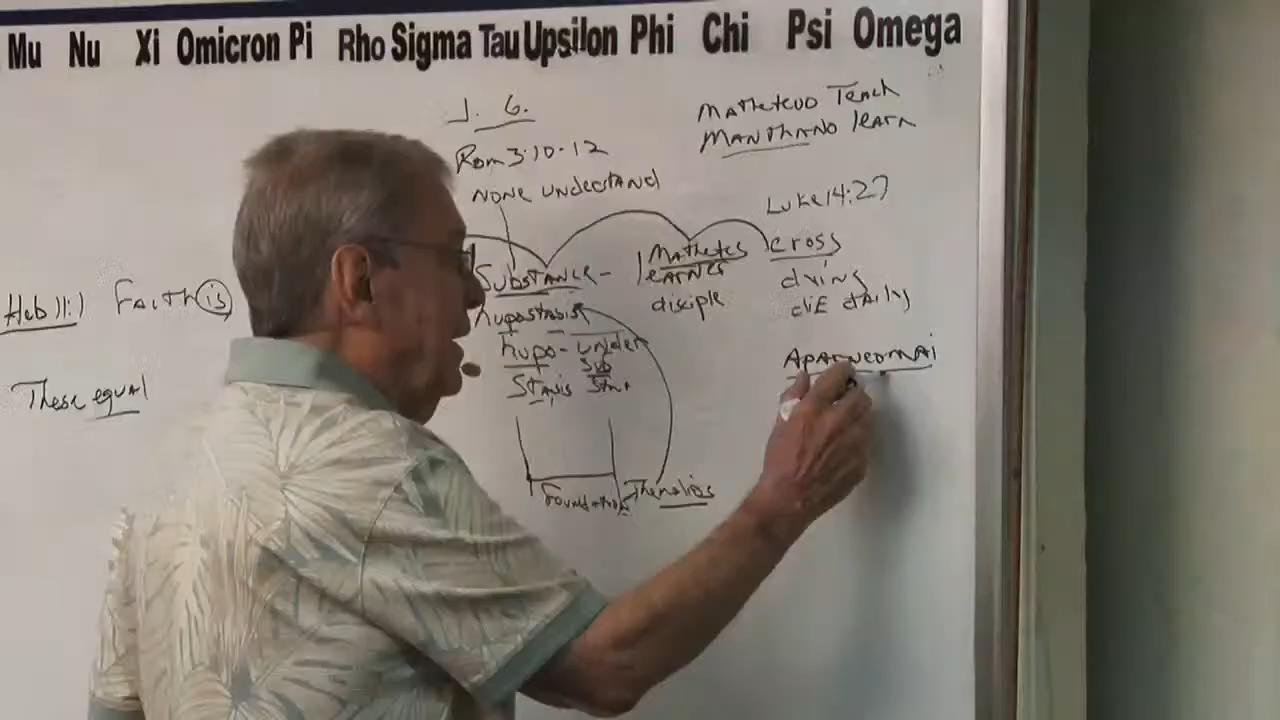 Mu Nu Xi Omicron Pi Rho Sigma Tau Upsilon Phi Chi Psi Omega
J. G.
Rom 3:10-12
NONE UNDERSTAND
Matheteuo Teach
MANThANO learn
Luke 14:27
cross
dying
diE dAily
Aparneomai
Heb 11:1 FAiTh is
These equal
SubsTANCE -
hupostasis
hupo - under
Sub
STasis
Mathetes
lEARNER
disciple
Foundation
Themelios